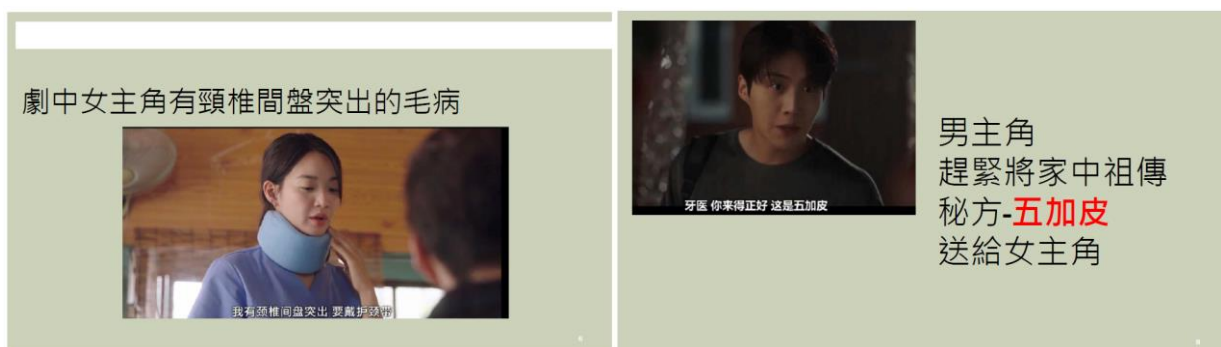 劇中女主角有頸椎間盤突出的毛病
我有颈椎间盘突出 要戴护颈带
牙医 你来得正好 这是五加皮
男主角
趕緊將家中祖傳
秘方-五加皮
送給女主角